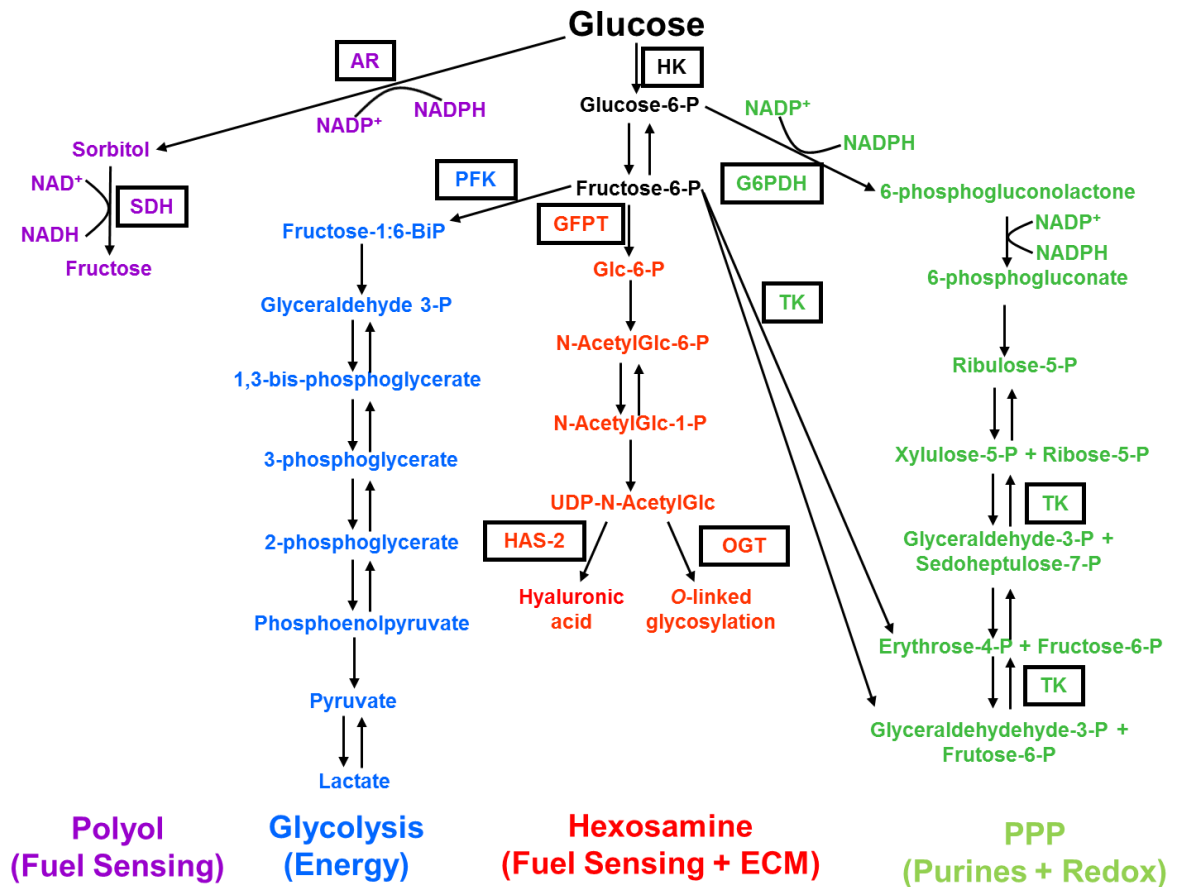 Glucose
AR
HK
NADP+
NADPH
Glucose-6-P
NADP+
NADPH
Sorbitol
NAD+
SDH
NADH
Fructose
PFK
Fructose-6-P
G6PDH
6-phosphogluconolactone
GFPT
NADP+
NADPH
Fructose-1:6-BiP
Glc-6-P
6-phosphogluconate
Glyceraldehyde 3-P
TK
N-AcetylGlc-6-P
Ribulose-5-P
1,3-bis-phosphoglycerate
N-AcetylGlc-1-P
3-phosphoglycerate
Xylulose-5-P + Ribose-5-P
UDP-N-AcetylGlc
TK
2-phosphoglycerate
HAS-2
OGT
Glyceraldehyde-3-P +
Sedoheptulose-7-P
Hyaluronic
acid
O-linked
glycosylation
Phosphoenolpyruvate
Erythrose-4-P + Fructose-6-P
TK
Pyruvate
Glyceraldehydehyde-3-P +
Frutose-6-P
Lactate
Polyol
(Fuel Sensing)
Glycolysis
(Energy)
Hexosamine
(Fuel Sensing + ECM)
PPP
(Purines + Redox)